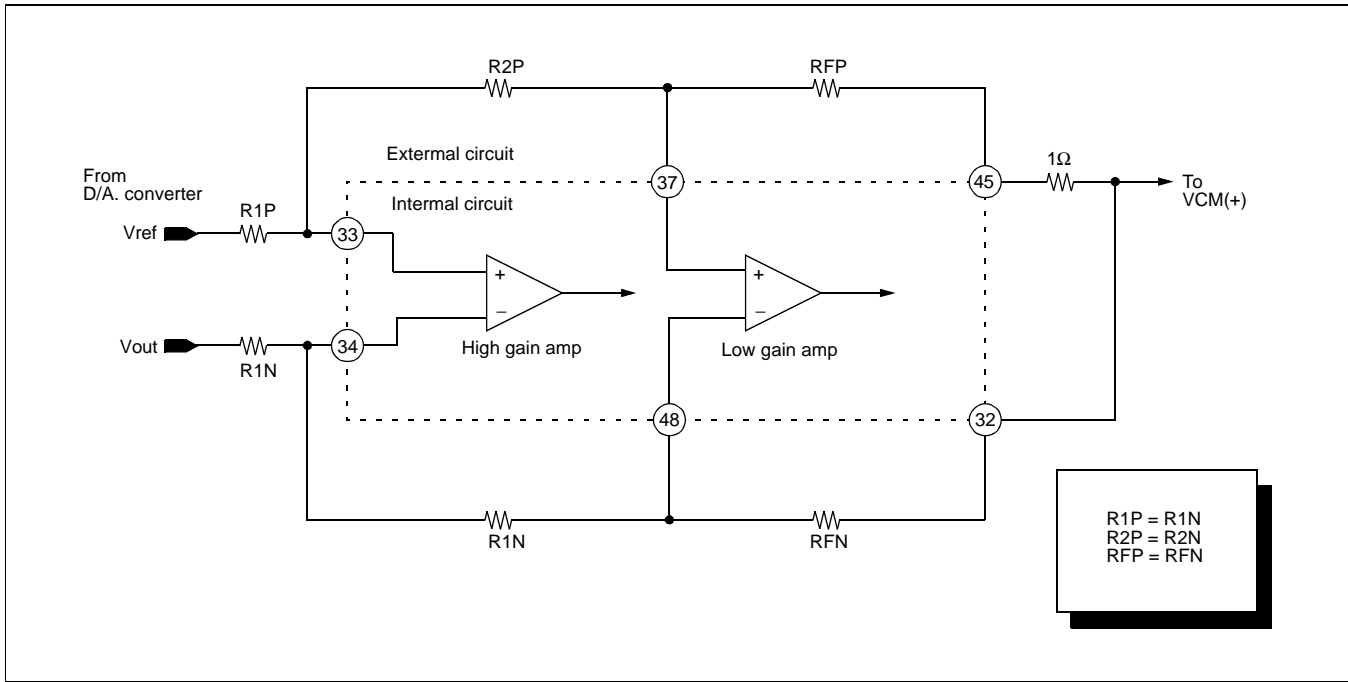 R2P
RFP
Extermal circuit
1Ω
37
45
From
D/A. converter
To
VCM(+)
Internal circuit
R1P
Vref
33
+
+
−
−
Vout
34
High gain amp
Low gain amp
R1N
48
32
R1N
RFN
R1P = R1N
R2P = R2N
RFP = RFN